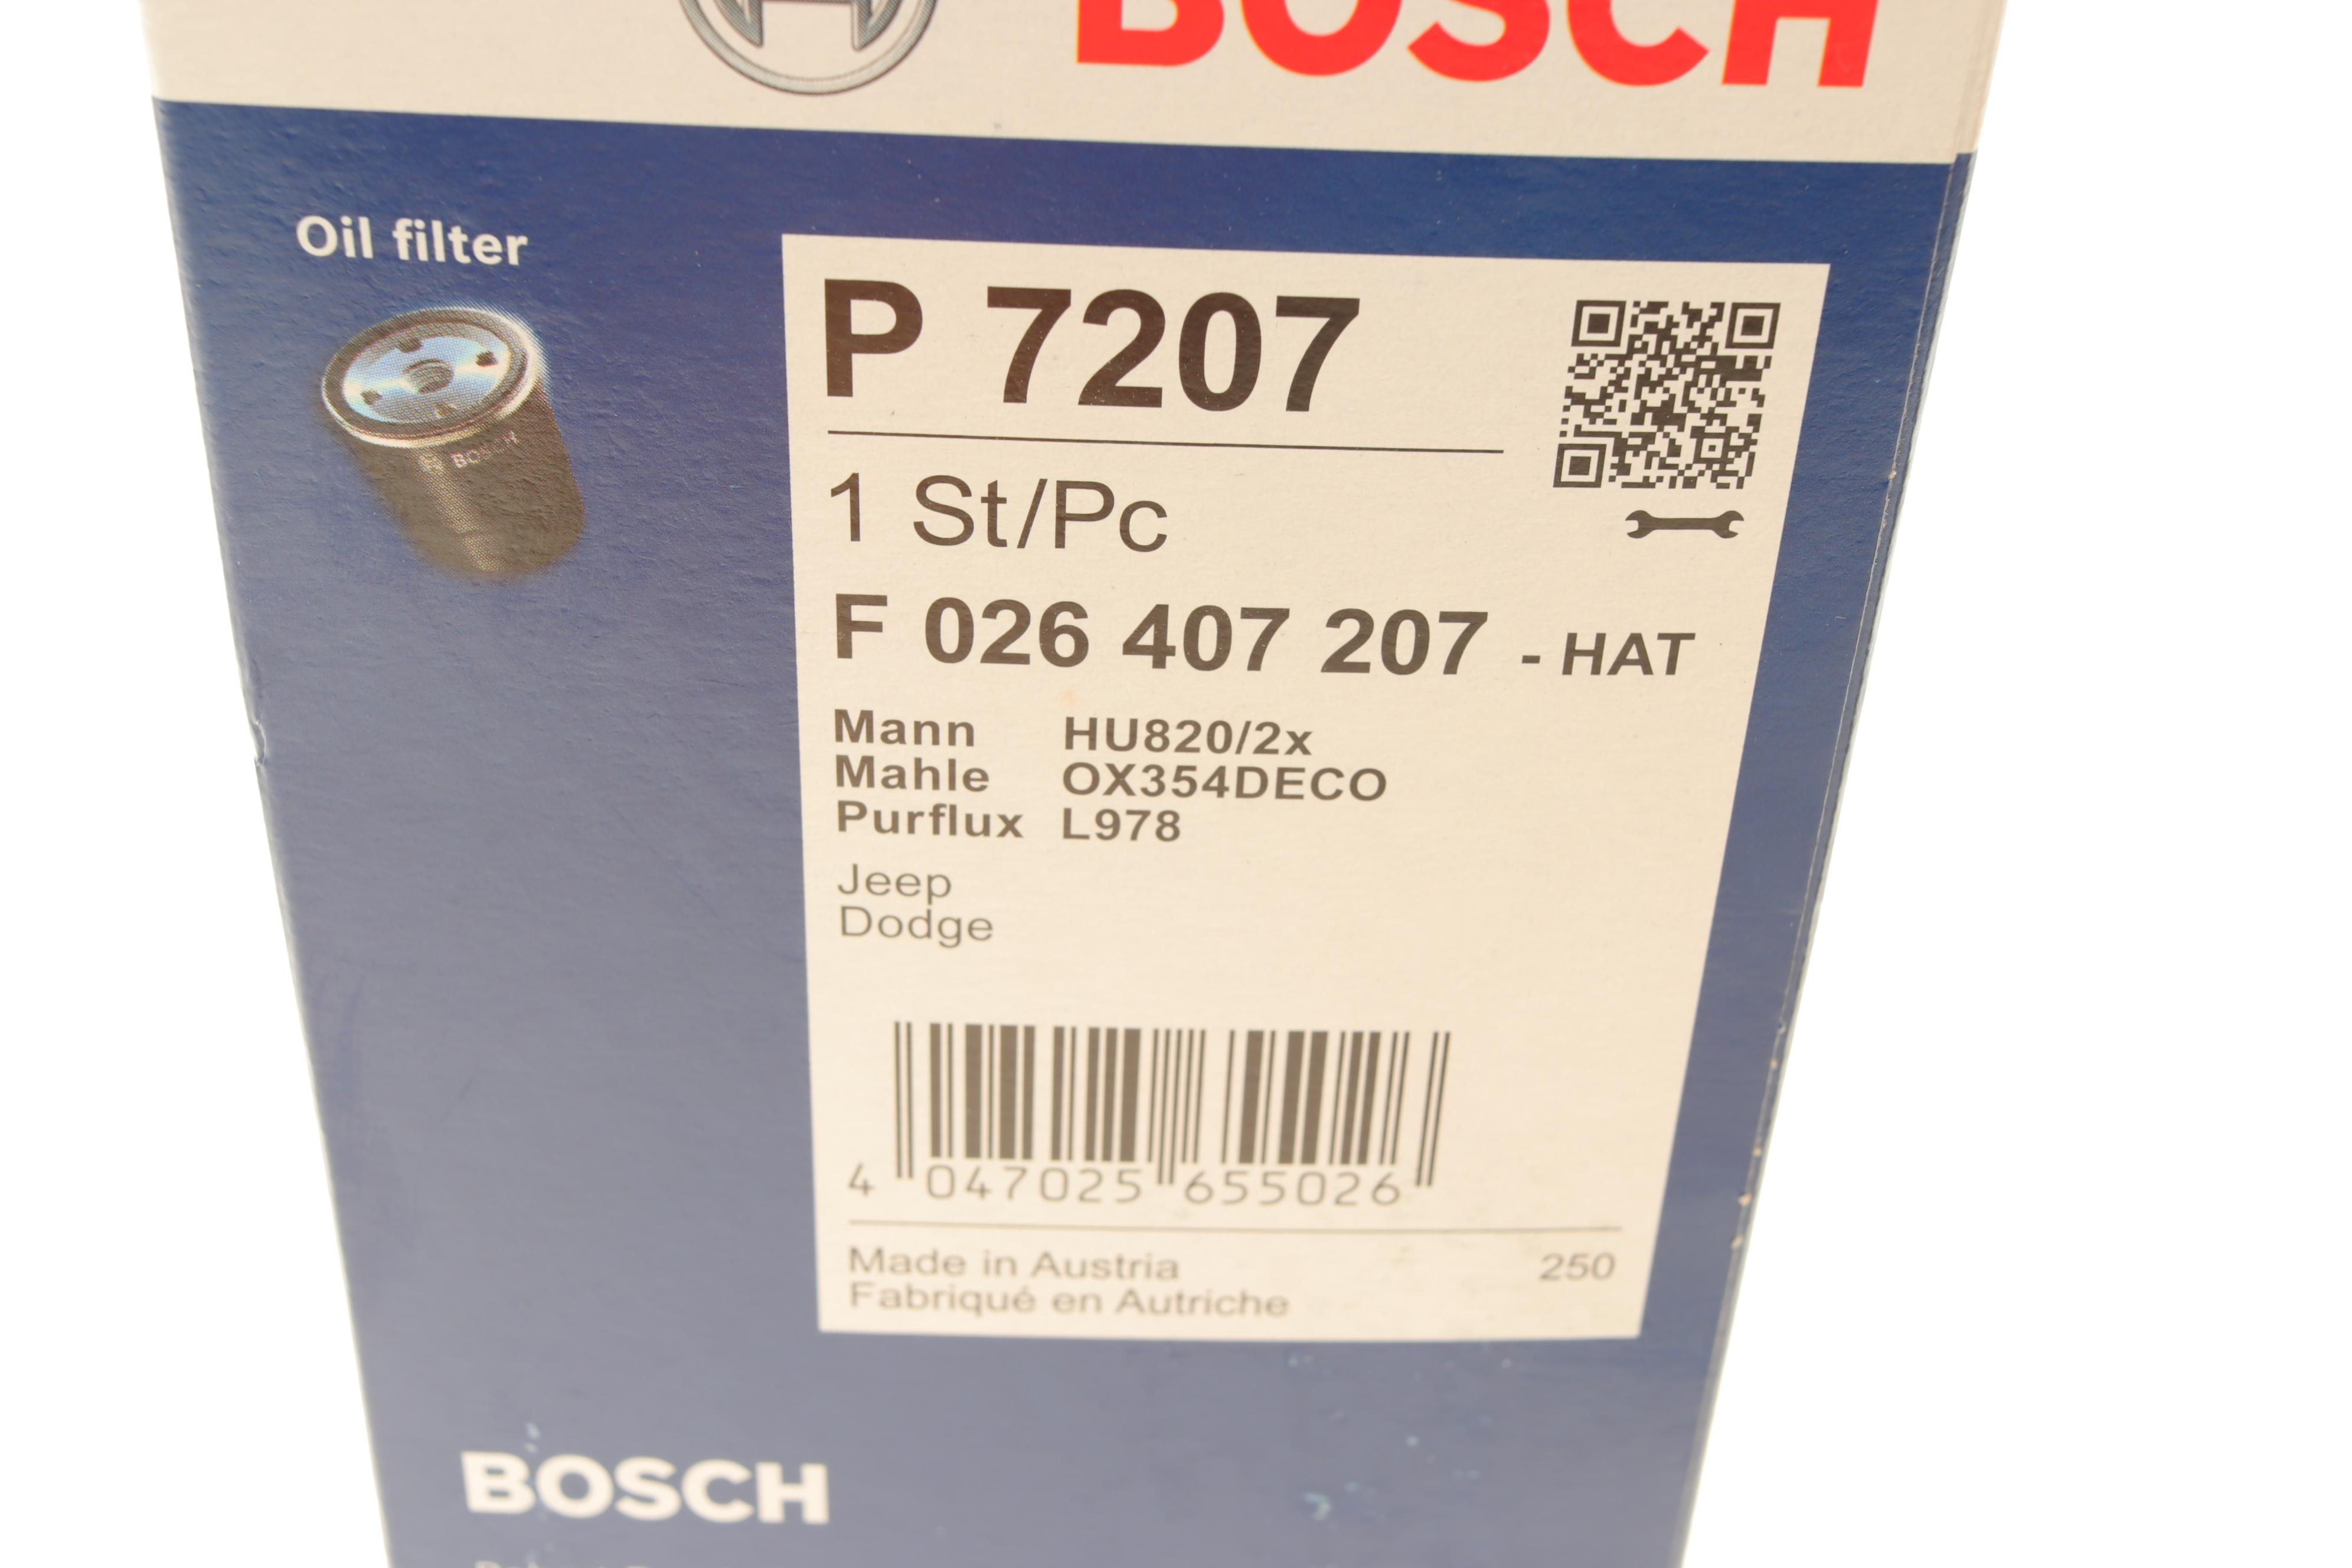 BOSCH
Oil filter
BOSCH
P 7207
1 St/Pc
F 026 407 207 - HAT
Mann HU820/2x
Mahle OX354DECO
Purflux L978
Jeep
Dodge
4 047025 655026
Made in Austria 250
Fabriqué en Autriche
BOSCH